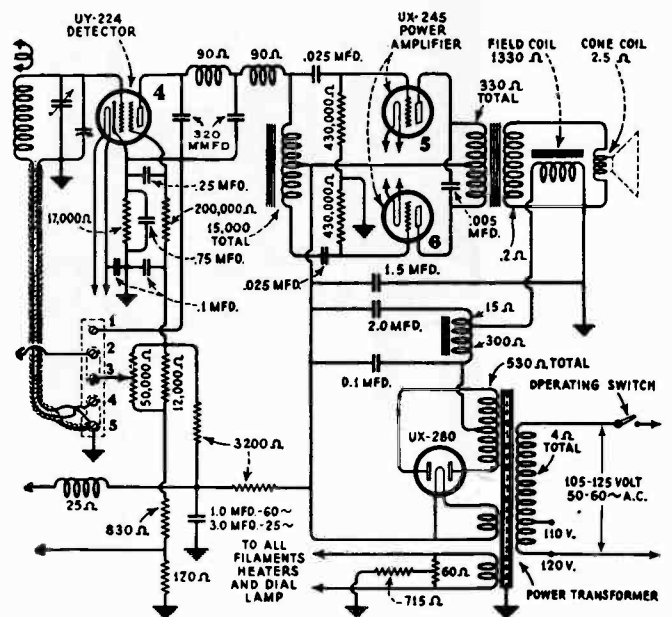 UY-224
DETECTOR
4
90Ω
90Ω
.025 MFD.
UX-245
POWER
AMPLIFIER
FIELD COIL
1330 Ω
CONE COIL
2.5 Ω
330 Ω
TOTAL
320
MMFD
430,000Ω
5
.25 MFD.
200,000Ω
17,000Ω
15,000
TOTAL
430,000Ω
6
.005
MFD.
.75 MFD.
.2Ω
.1 MFD.
.025 MFD.
1.5 MFD.
15 Ω
2.0 MFD.
300Ω
1
2
3
4
5
50,000Ω
12,000Ω
0.1 MFD.
530 Ω TOTAL
OPERATING SWITCH
3200 Ω
UX-280
4Ω
TOTAL
105-125 VOLT
50-60~ A.C.
25Ω
1.0 MFD.-60~
3.0 MFD.-25~
830Ω
110 V.
TO ALL
FILAMENTS
HEATERS
AND DIAL
LAMP
60Ω
120V.
120 Ω
715Ω
POWER TRANSFORMER